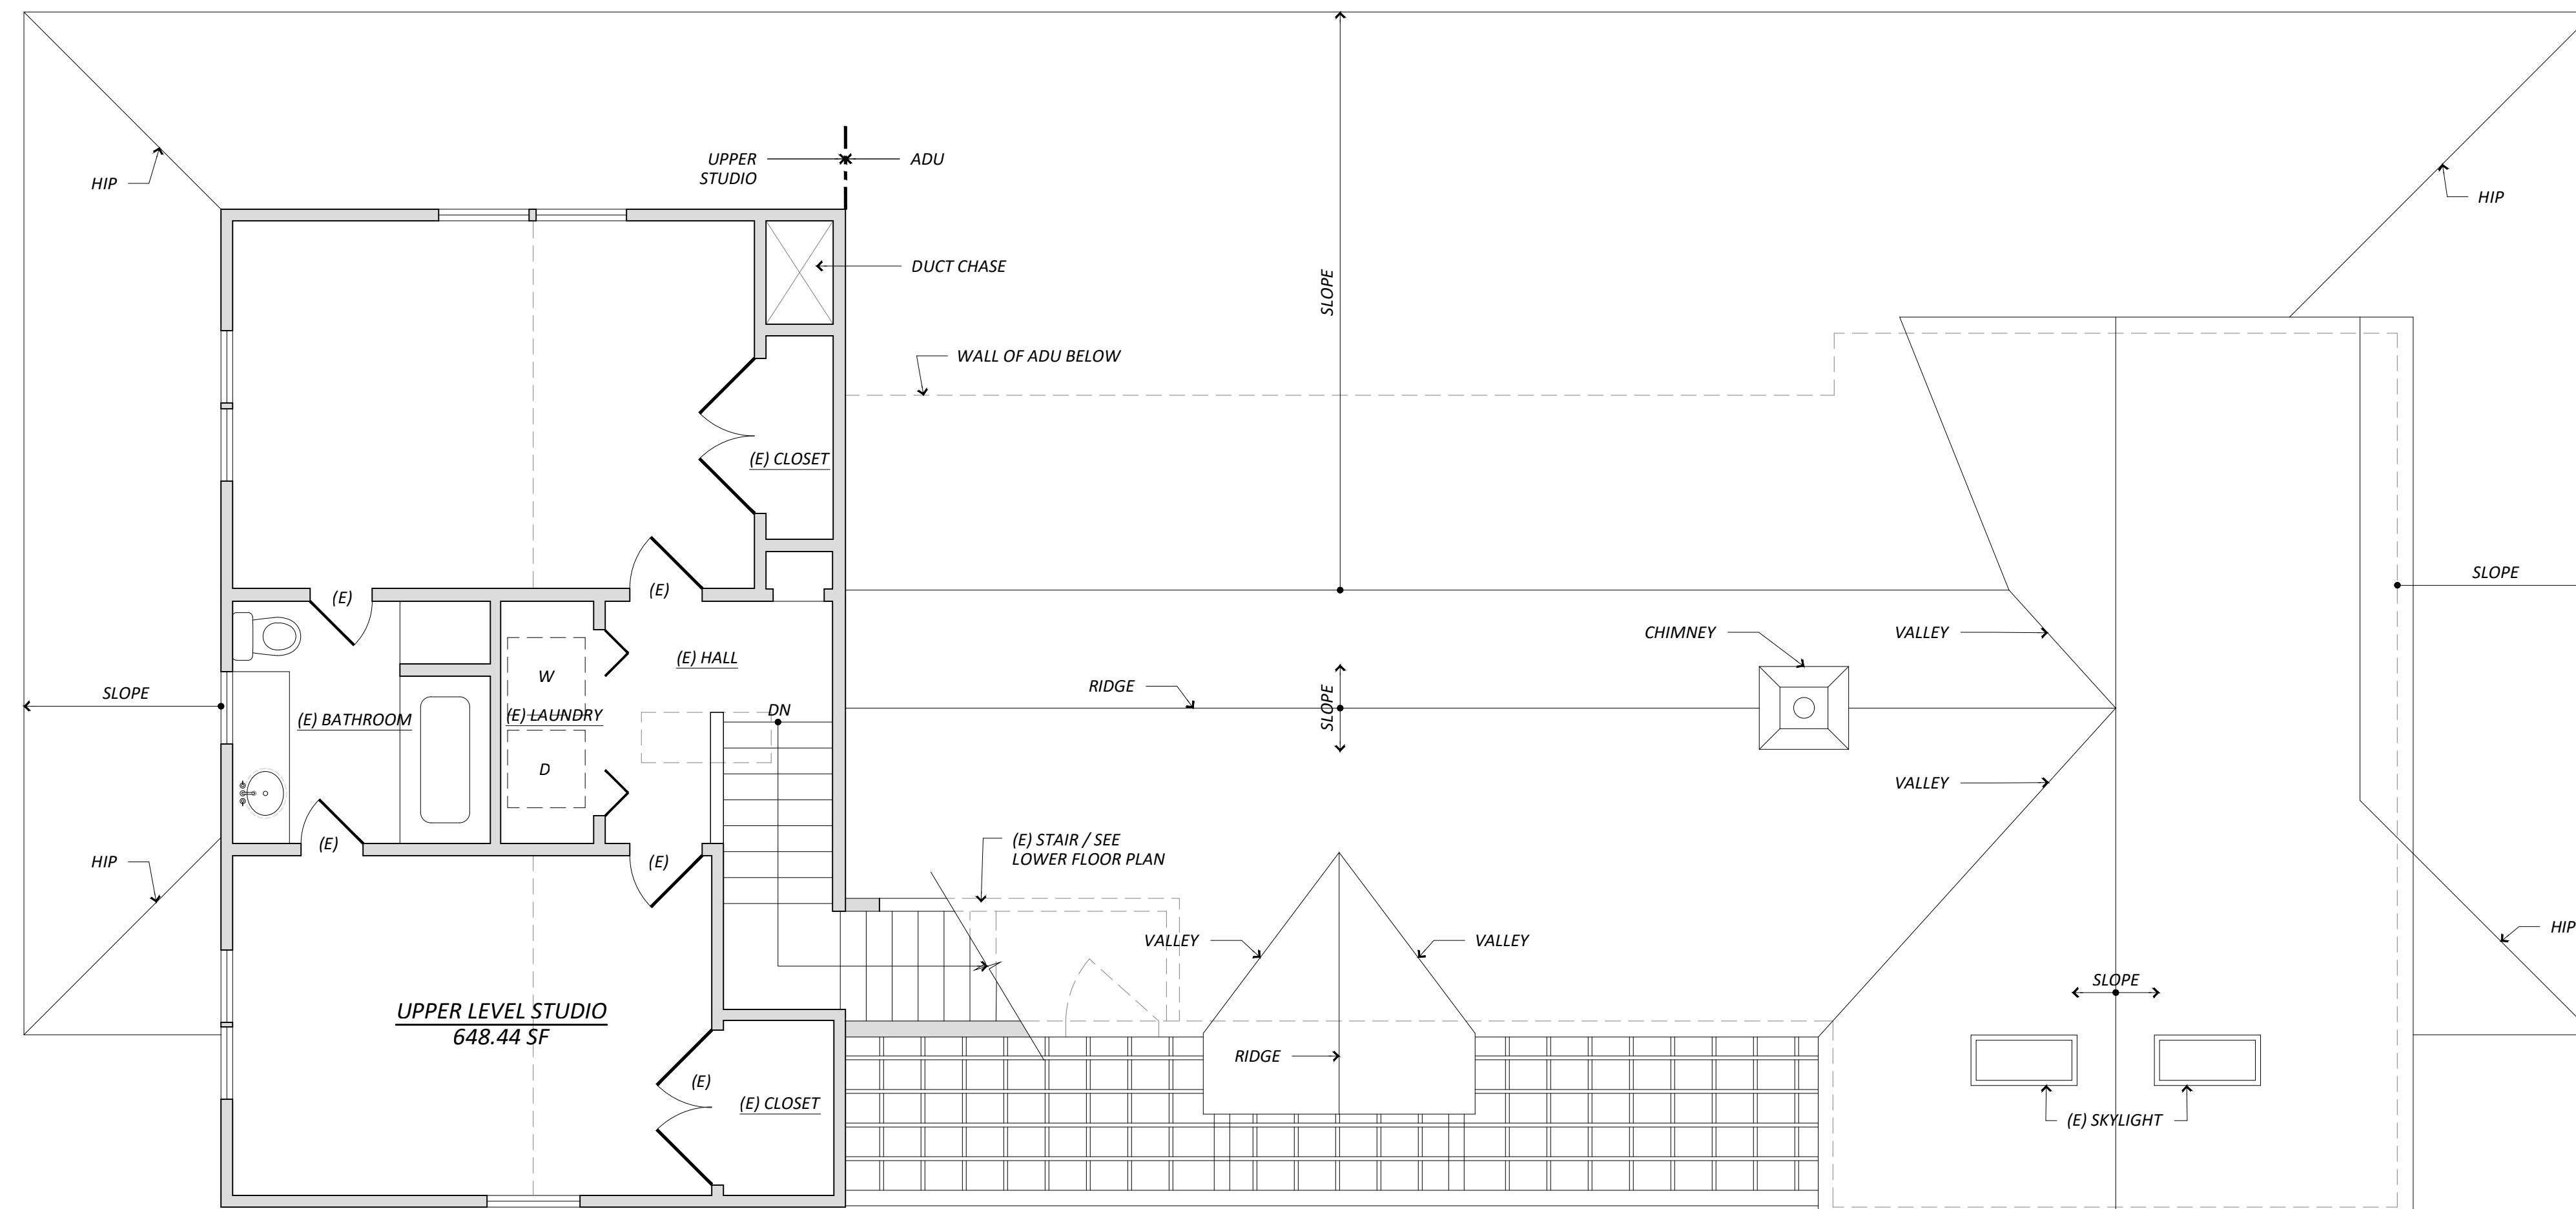 UPPER
STUDIO
ADU
HIP
HIP
DUCT CHASE
SLOPE
WALL OF ADU BELOW
(E) CLOSET
SLOPE
(E)
(E)
CHIMNEY
VALLEY
(E) HALL
W
RIDGE
SLOPE
SLOPE
(E) BATHROOM
(E) LAUNDRY
DN
D
VALLEY
(E)
(E)
HIP
(E) STAIR / SEE
LOWER FLOOR PLAN
VALLEY
VALLEY
HIP
SLOPE
UPPER LEVEL STUDIO
648.44 SF
RIDGE
(E)
(E) CLOSET
(E) SKYLIGHT